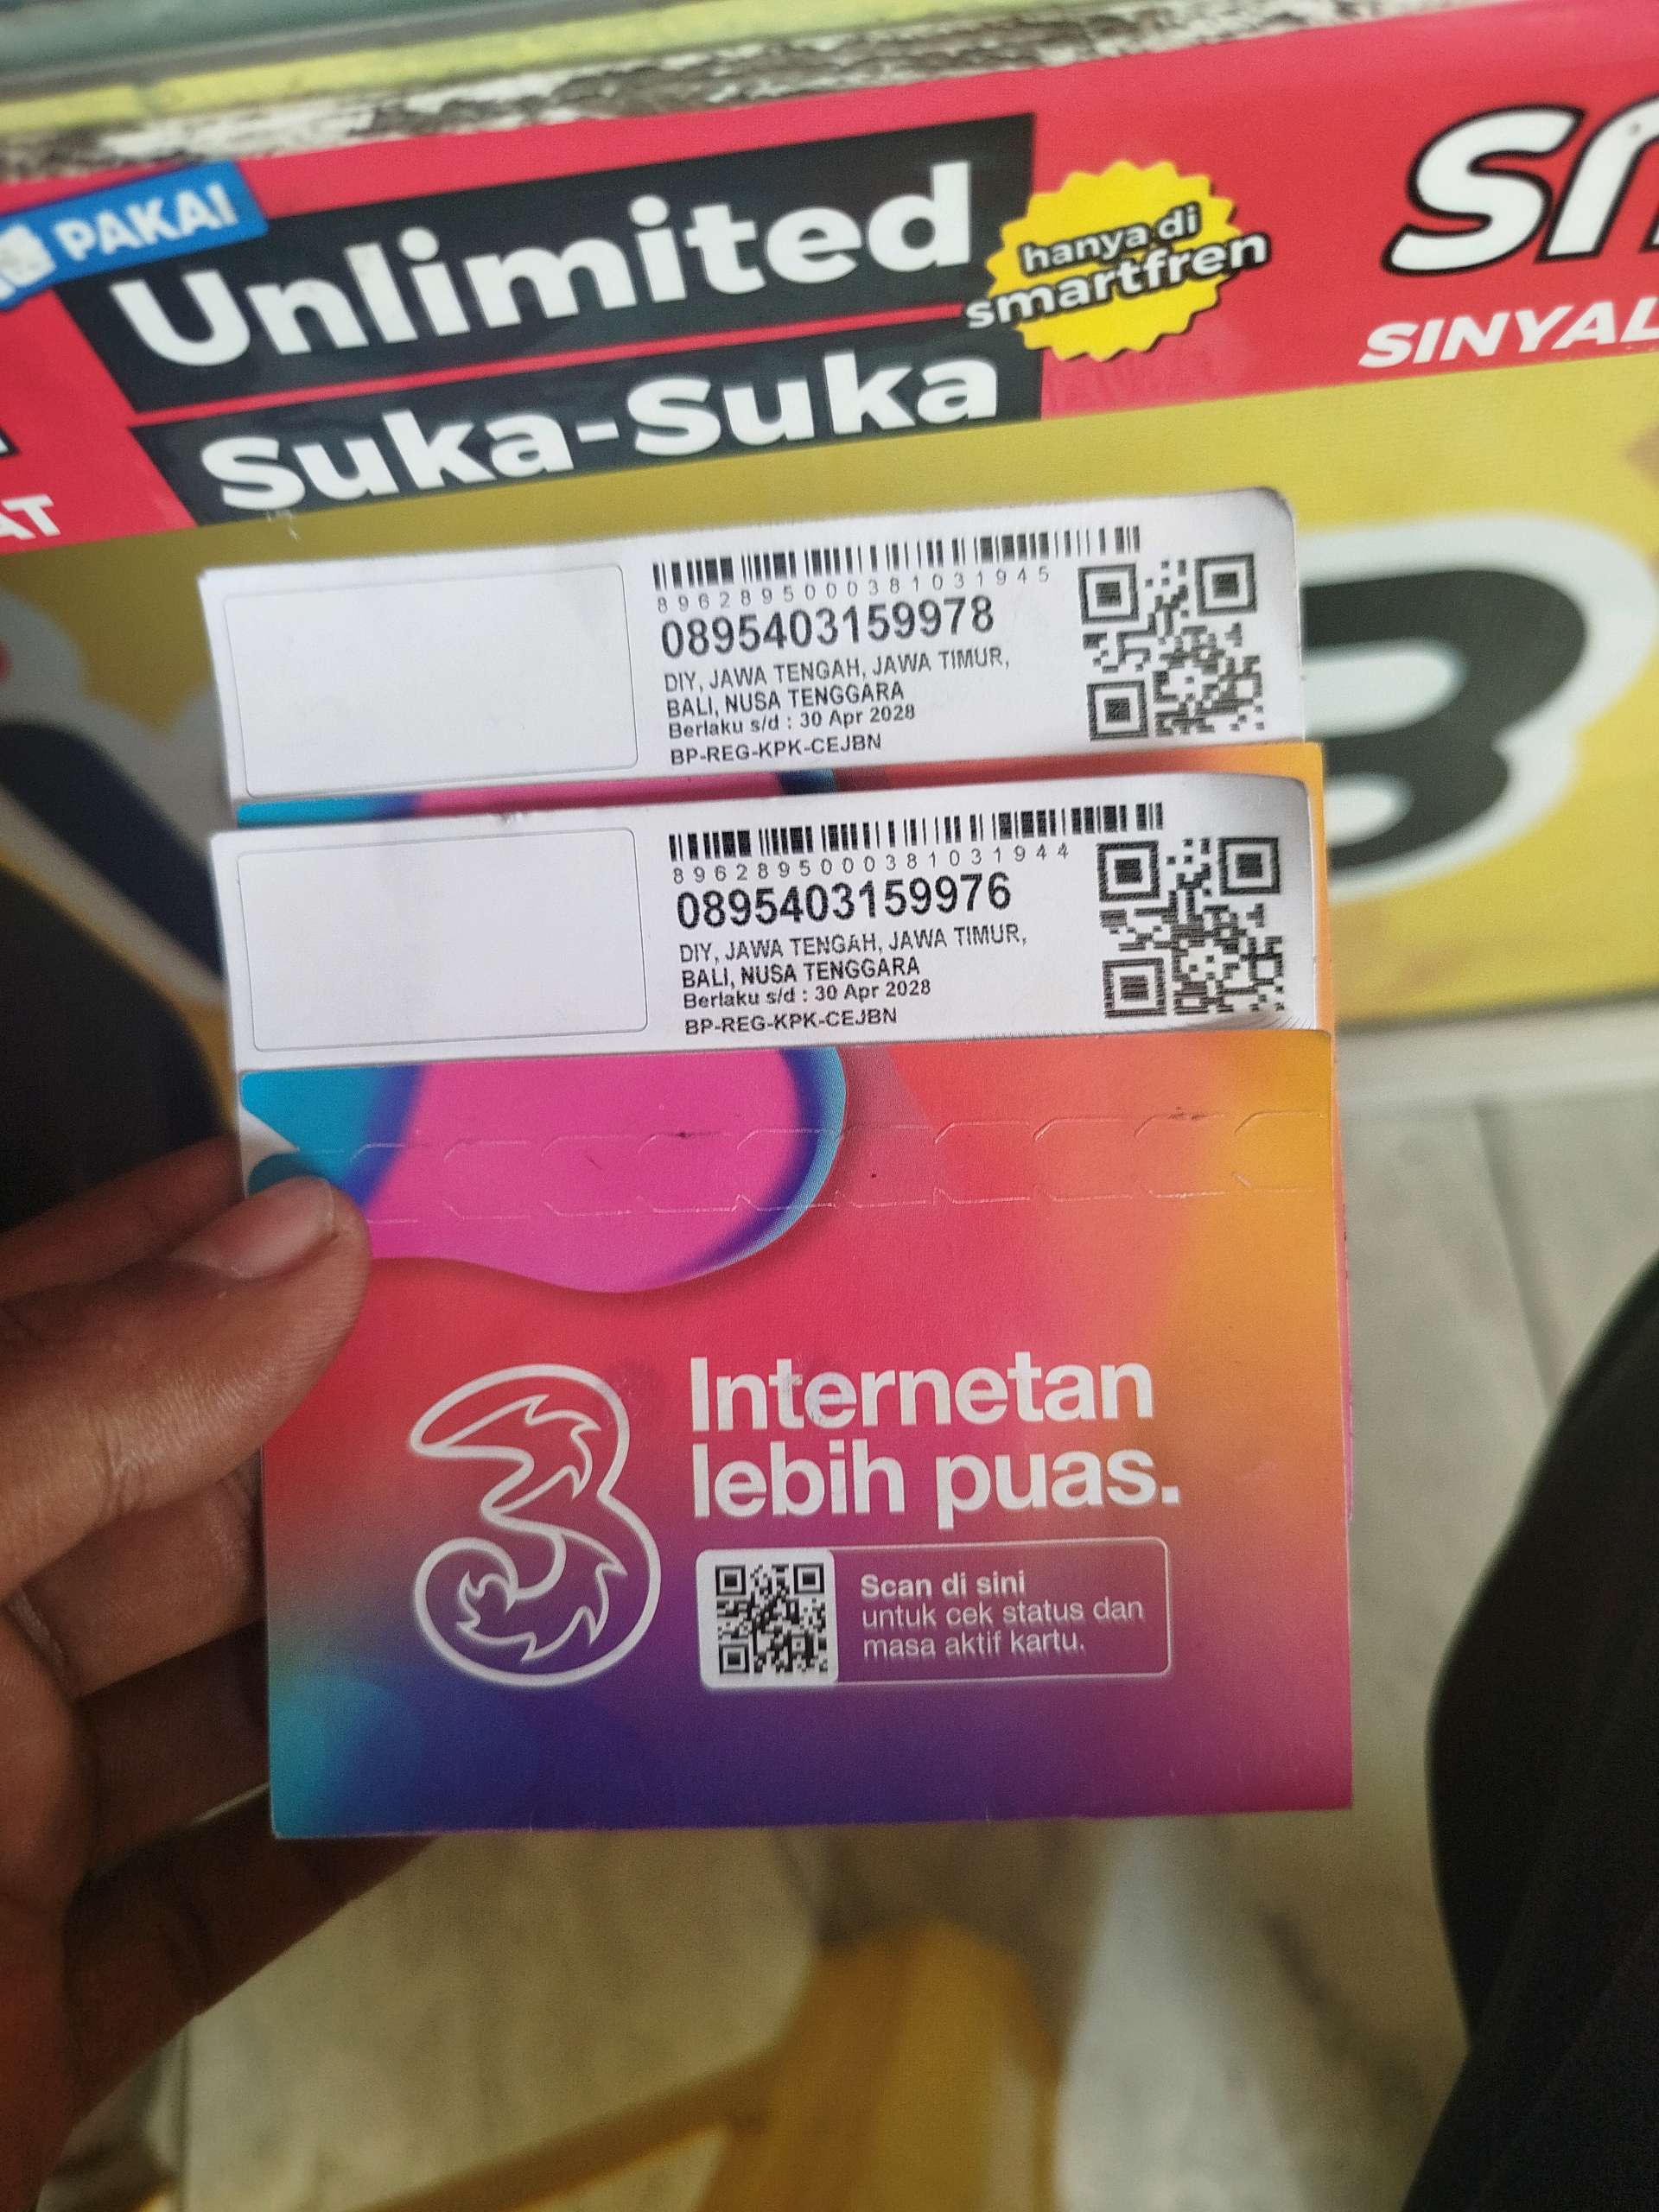 PAKAI
Unlimited
Suka-Suka
hanya di
smartfren
SINYAL
AT
8962895000381031945
0895403159978
DIY, JAWA TENGAH, JAWA TIMUR,
BALI, NUSA TENGGARA
Berlaku s/d : 30 Apr 2028
BP-REG-KPK-CEJBN
8962895000381031944
0895403159976
DIY, JAWA TENGAH, JAWA TIMUR,
BALI, NUSA TENGGARA
Berlaku s/d : 30 Apr 2028
BP-REG-KPK-CEJBN
3
Internetan
lebih puas.
Scan di sini
untuk cek status dan
masa aktif kartu.